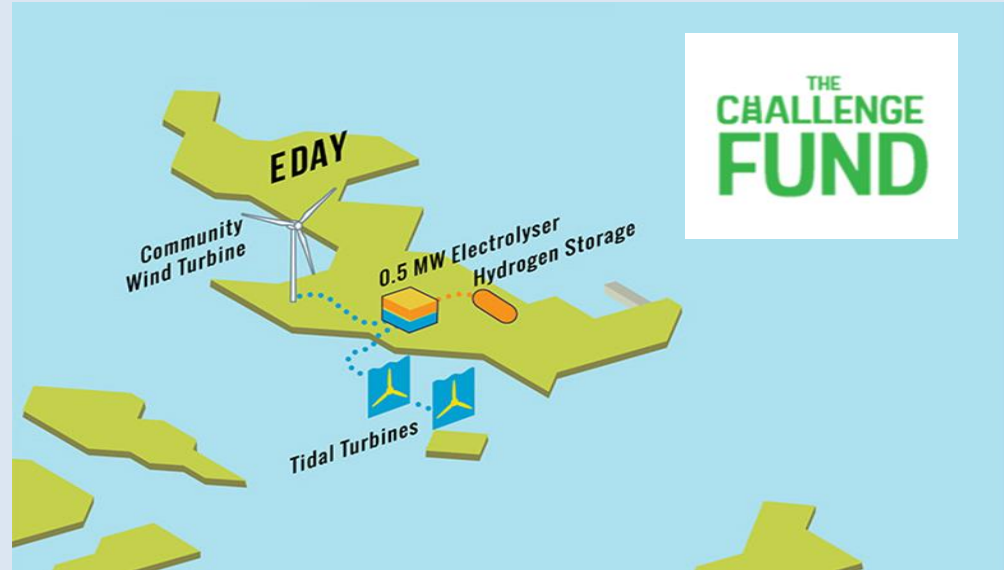 THE
CHALLENGE
FUND
EDAY
Community
Wind Turbine
0.5 MW Electrolyser
Hydrogen Storage
Tidal Turbines